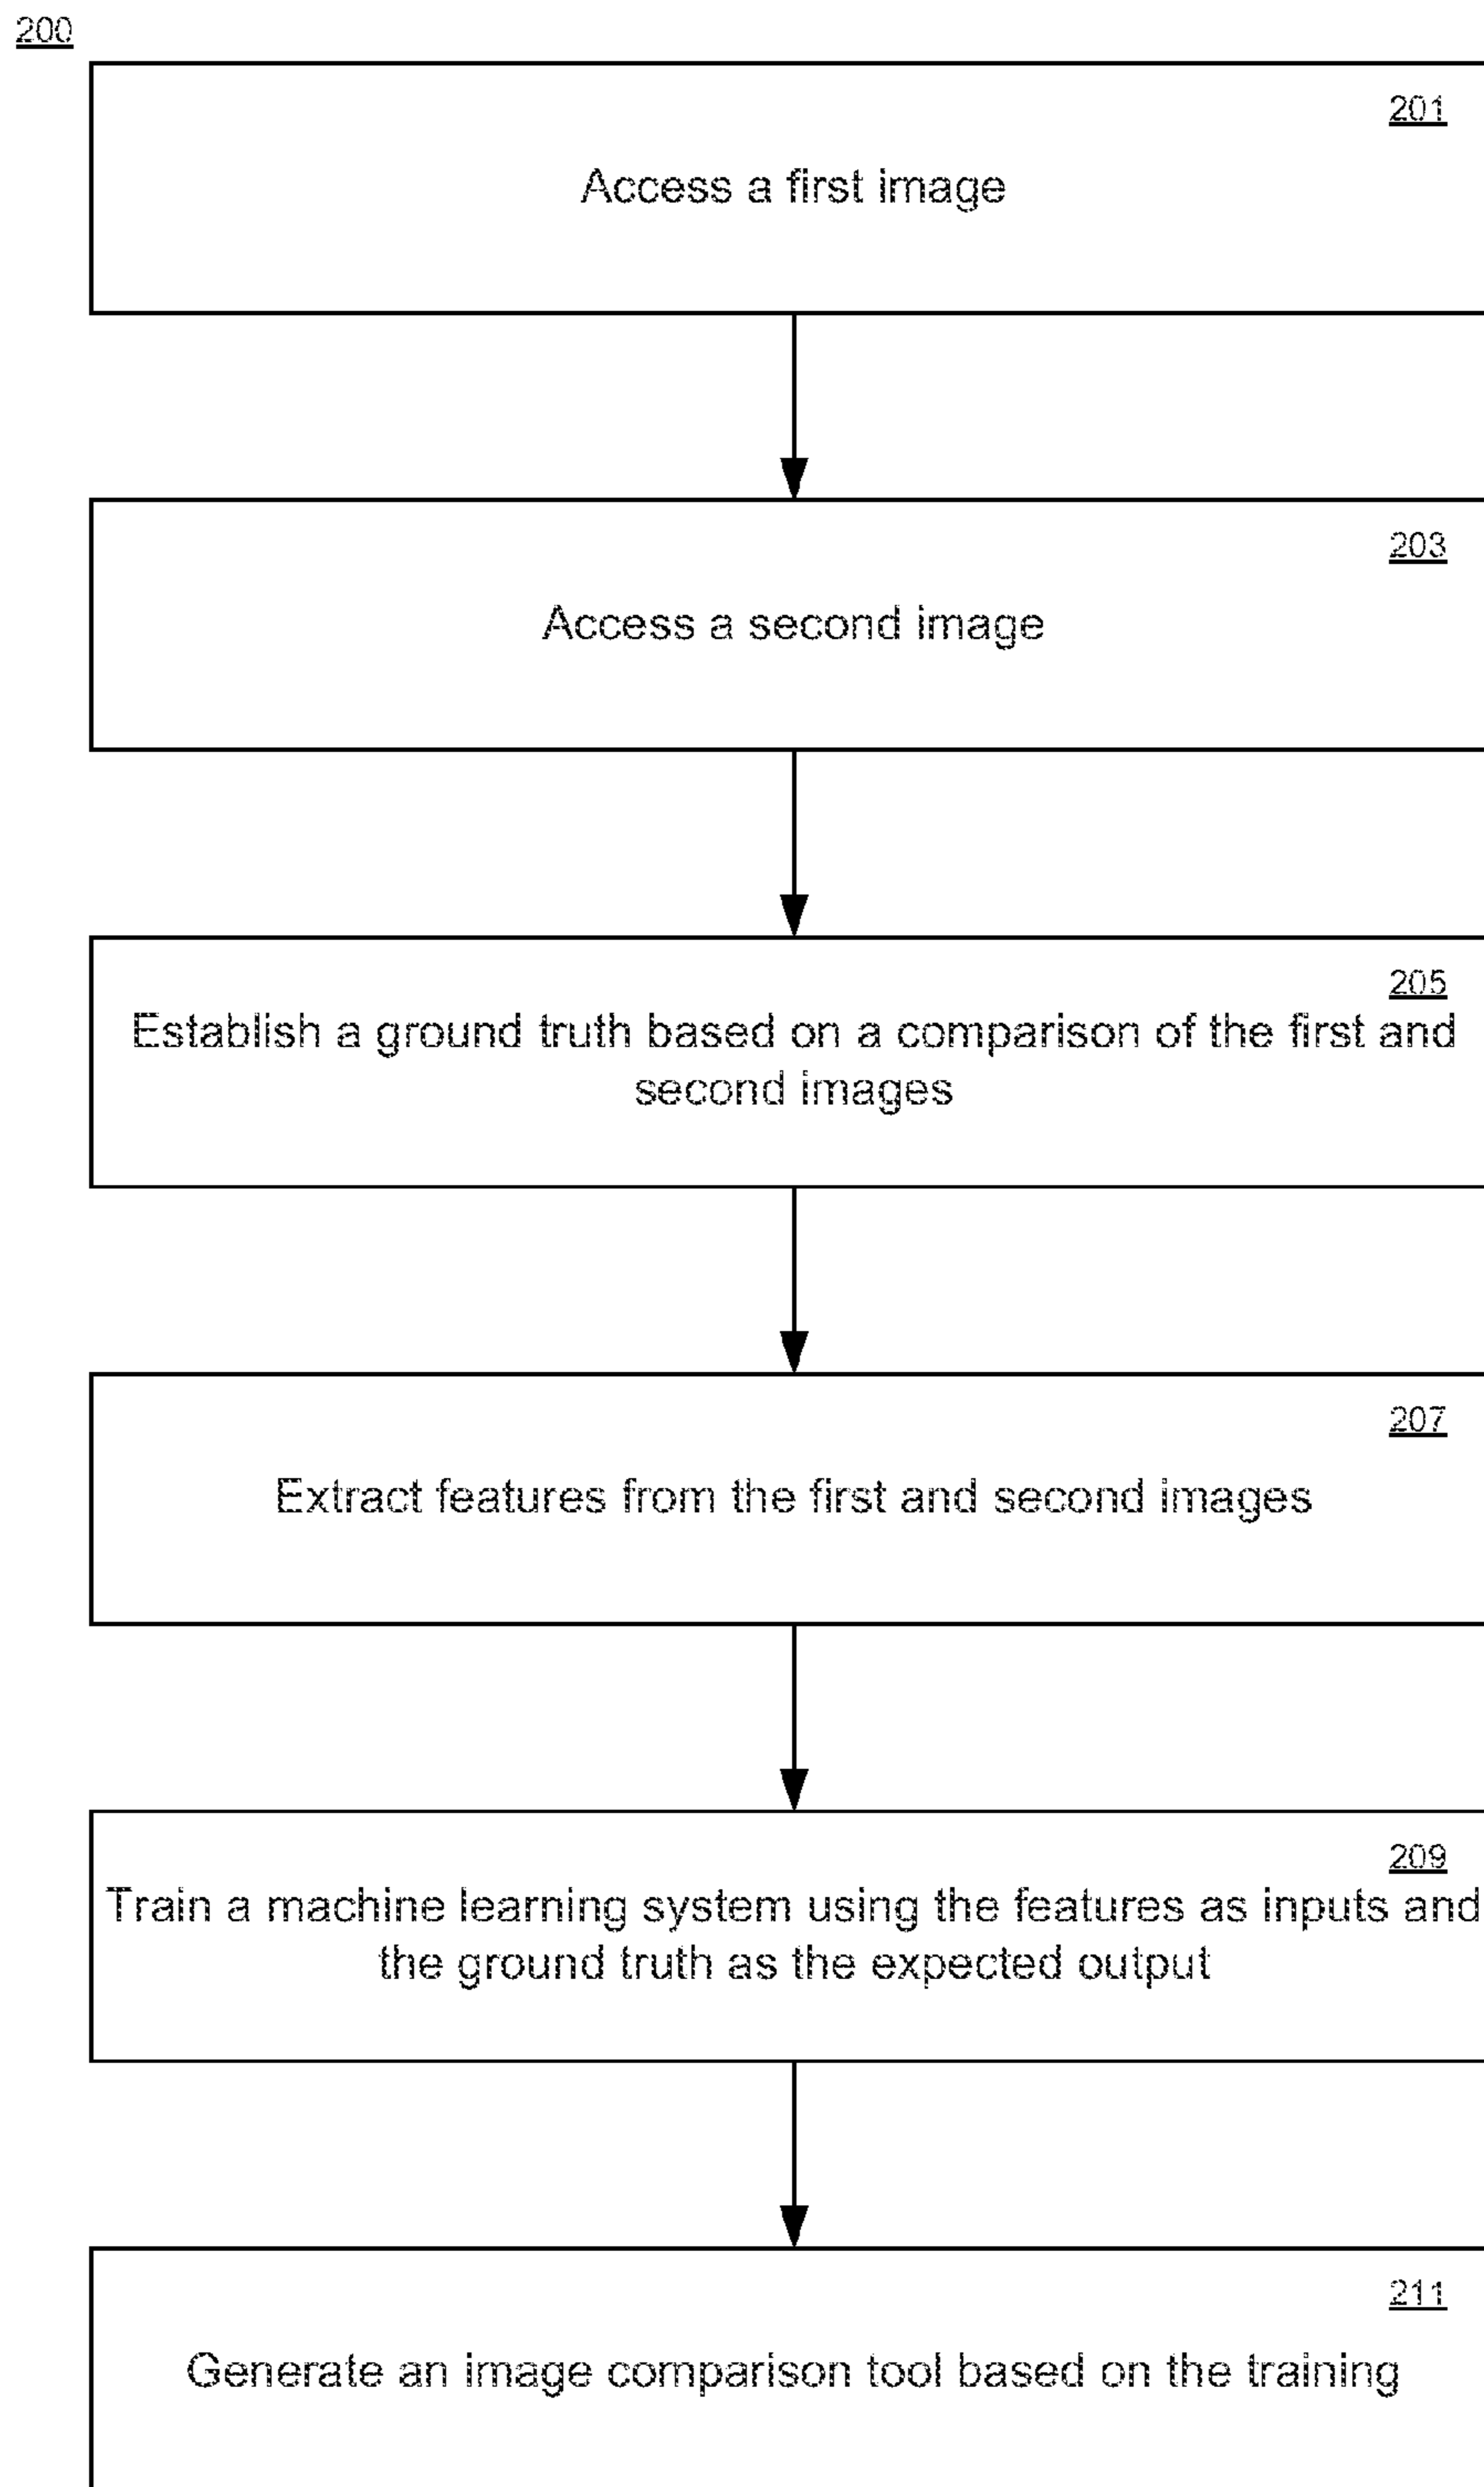 200
201
Access a first image
203
Access a second image
205
Establish a ground truth based on a comparison of the first and
second images
207
Extract features from the first and second images
209
Train a machine learning system using the features as inputs and
the ground truth as the expected output
211
Generate an image comparison tool based on the training